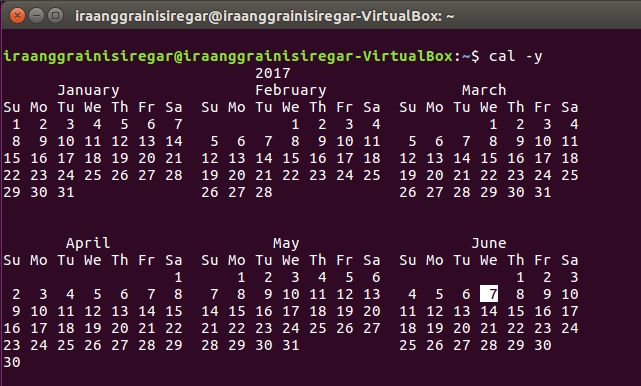 iraanggrainisiregar@iraanggrainisiregar-VirtualBox: ~
iraanggrainisiregar@iraanggrainisiregar-VirtualBox:~$ cal -y
                            2017
      January               February               March
Su Mo Tu We Th Fr Sa  Su Mo Tu We Th Fr Sa  Su Mo Tu We Th Fr Sa
 1  2  3  4  5  6  7            1  2  3  4            1  2  3  4
 8  9 10 11 12 13 14   5  6  7  8  9 10 11   5  6  7  8  9 10 11
15 16 17 18 19 20 21  12 13 14 15 16 17 18  12 13 14 15 16 17 18
22 23 24 25 26 27 28  19 20 21 22 23 24 25  19 20 21 22 23 24 25
29 30 31              26 27 28              26 27 28 29 30 31
       April                  May                   June
Su Mo Tu We Th Fr Sa  Su Mo Tu We Th Fr Sa  Su Mo Tu We Th Fr Sa
                   1      1  2  3  4  5  6               1  2  3
 2  3  4  5  6  7  8   7  8  9 10 11 12 13   4  5  6  7  8  9 10
 9 10 11 12 13 14 15  14 15 16 17 18 19 20  11 12 13 14 15 16 17
16 17 18 19 20 21 22  21 22 23 24 25 26 27  18 19 20 21 22 23 24
23 24 25 26 27 28 29  28 29 30 31           25 26 27 28 29 30
30